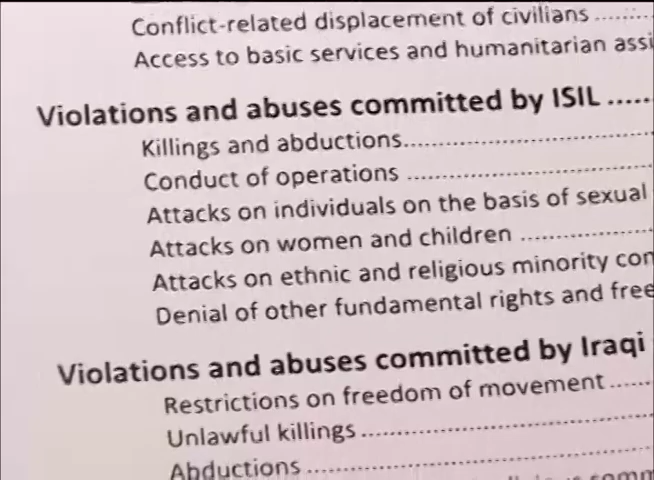 Conflict-related displacement of civilians ........
Access to basic services and humanitarian assi
Violations and abuses committed by ISIL .....
Killings and abductions................................
Conduct of operations ................................
Attacks on individuals on the basis of sexual
Attacks on women and children .................
Attacks on ethnic and religious minority con
Denial of other fundamental rights and free
Violations and abuses committed by Iraqi
Restrictions on freedom of movement ......
Unlawful killings .......................................
Abductions ..............................................